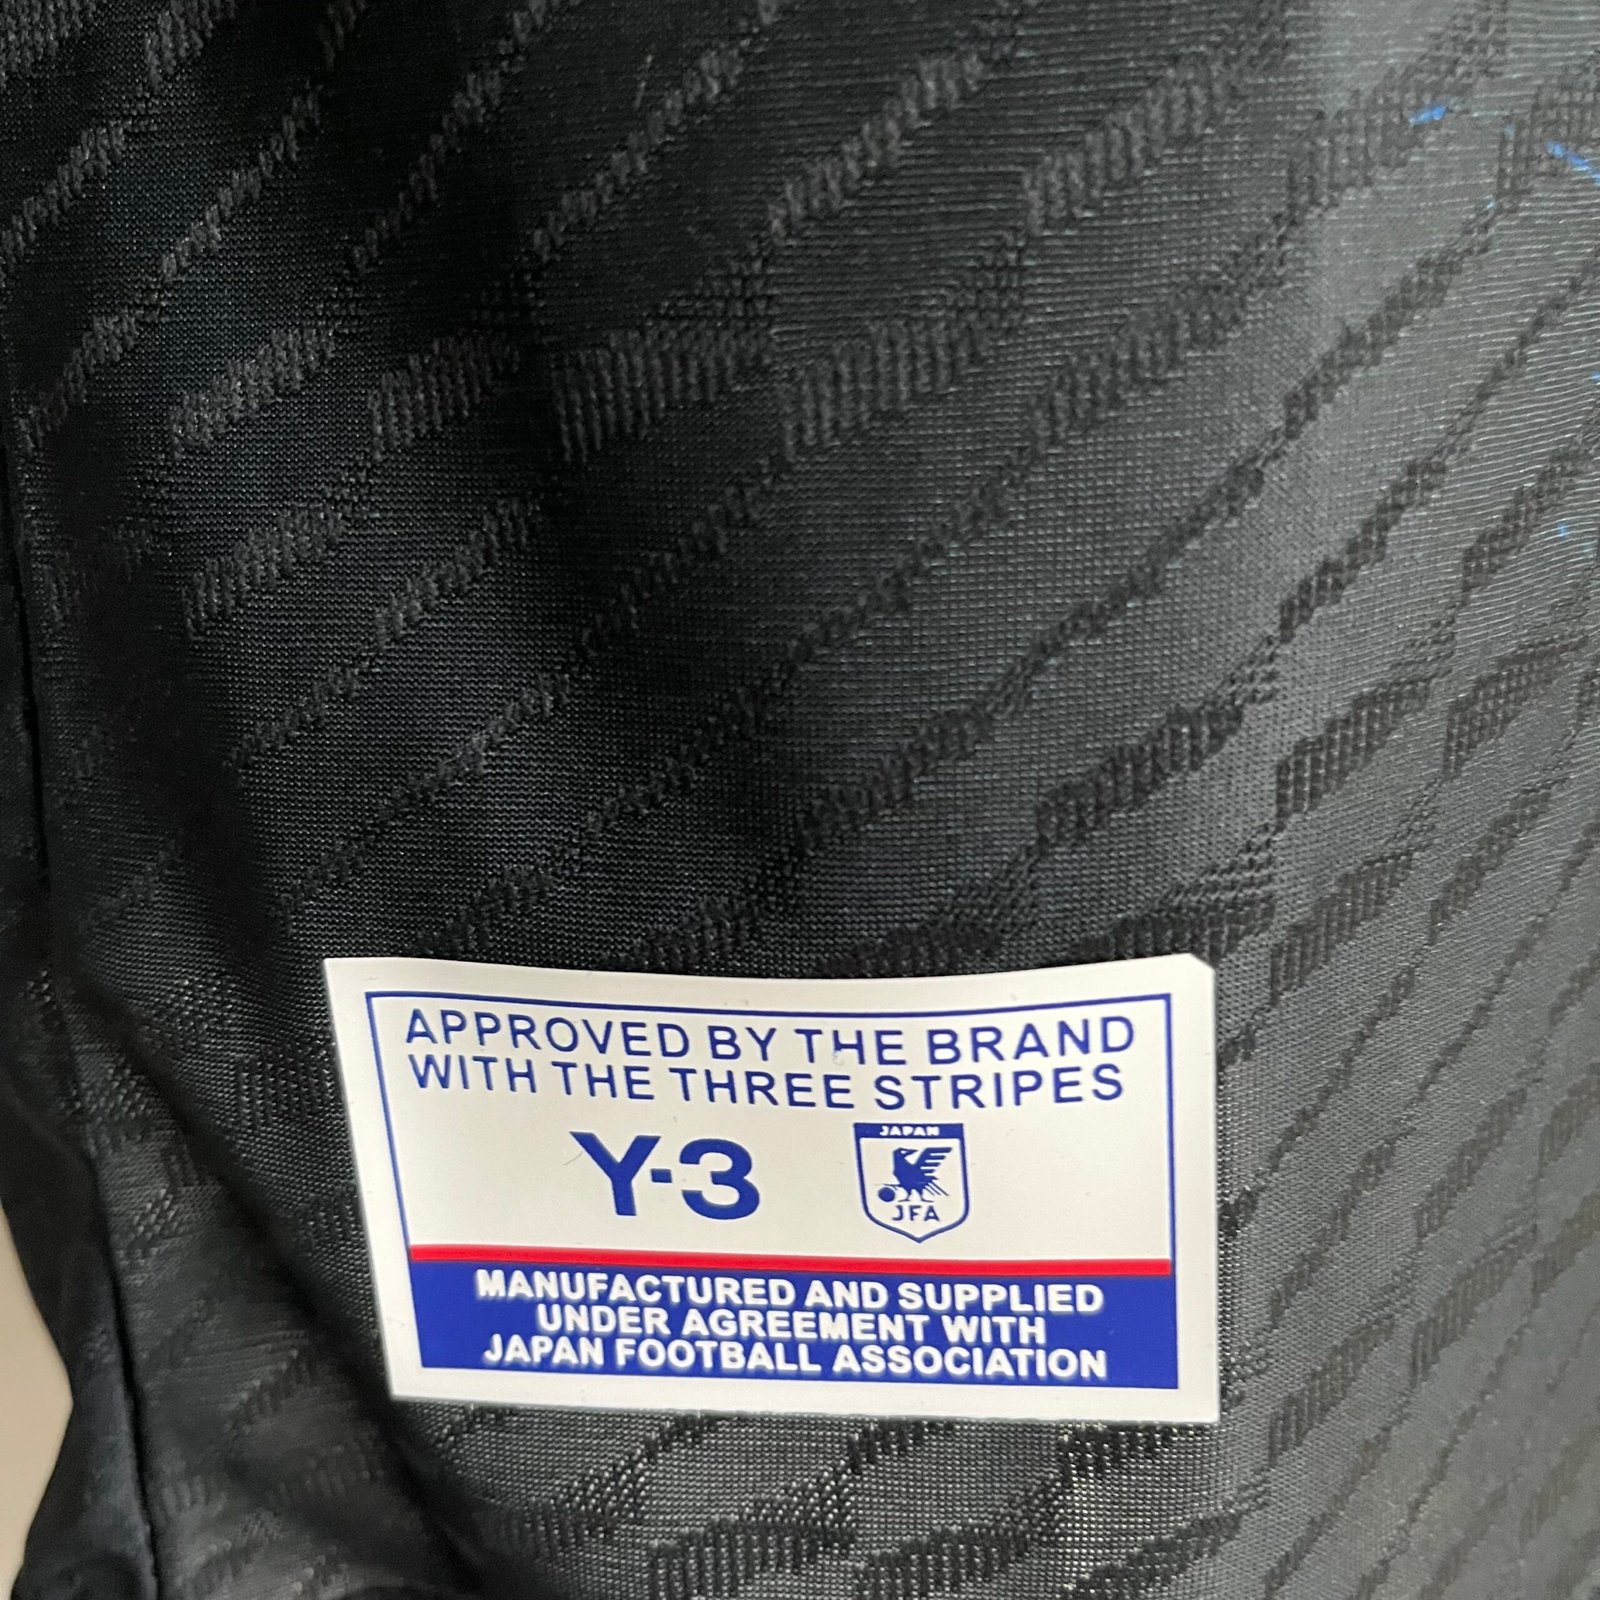 APPROVED BY THE BRAND
WITH THE THREE STRIPES
Y-3
JAPAN
JFA
MANUFACTURED AND SUPPLIED
UNDER AGREEMENT WITH
JAPAN FOOTBALL ASSOCIATION